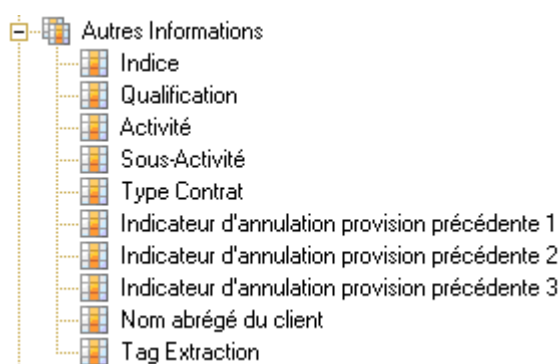 Autres Informations
Indice
Qualification
Activité
Sous-Activité
Type Contrat
Indicateur d'annulation provision précédente 1
Indicateur d'annulation provision précédente 2
Indicateur d'annulation provision précédente 3
Nom abrégé du client
Tag Extraction